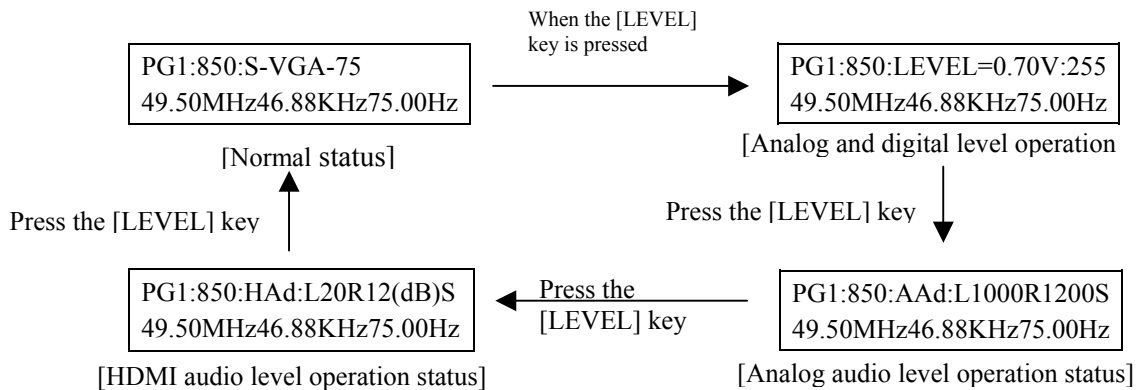 When the [LEVEL]
key is pressed
PG1:850:S-VGA-75
49.50MHz46.88KHz75.00Hz
[Normal status]
PG1:850:LEVEL=0.70V:255
49.50MHz46.88KHz75.00Hz
[Analog and digital level operation
Press the [LEVEL] key
Press the [LEVEL] key
PG1:850:HAd:L20R12(dB)S
49.50MHz46.88KHz75.00Hz
[HDMI audio level operation status]
Press the
[LEVEL] key
PG1:850:AAd:L1000R1200S
49.50MHz46.88KHz75.00Hz
[Analog audio level operation status]